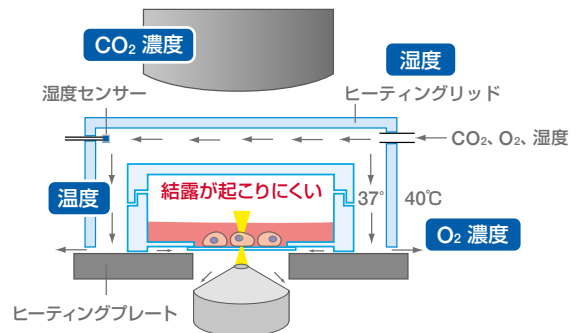 CO₂ 濃度
湿度
湿度センサー
ヒーティングリッド
CO₂、O₂、湿度
結露が起こりにくい
温度
37°
40℃
O₂ 濃度
ヒーティングプレート